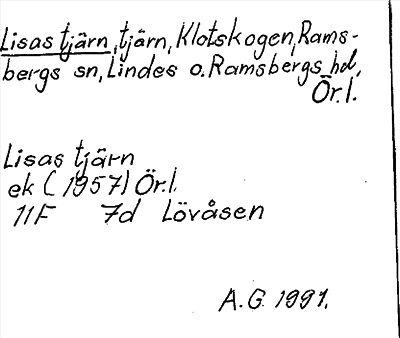 Lisas tjärn, tjärn, Klotskogen, Rams-
bergs sn, Lindes o. Ramsbergs hd,
Ör.l.
Lisas tjärn
ek (1957) Ör.l.
11F 7d Lövåsen
A.G. 1991.